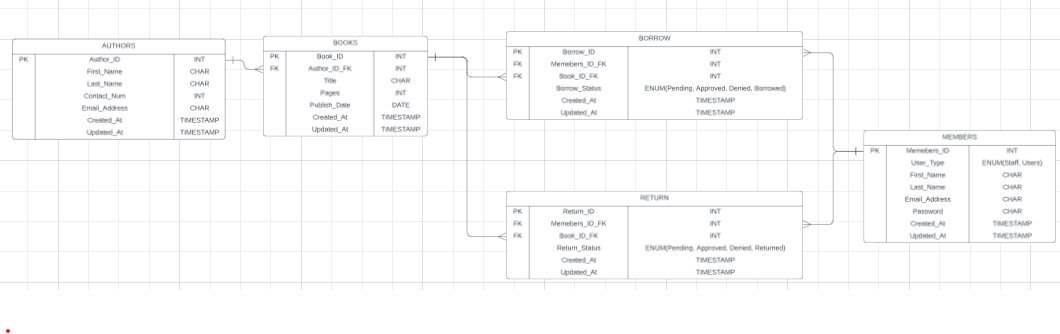 AUTHORS
PK Author_ID INT
First_Name CHAR
Last_Name CHAR
Contact_Num INT
Email_Address CHAR
Created_At TIMESTAMP
Updated_At TIMESTAMP
BOOKS
PK Book_ID INT
FK Author_ID_FK INT
Title CHAR
Pages INT
Publish_Date DATE
Created_At TIMESTAMP
Updated_At TIMESTAMP
BORROW
PK Borrow_ID INT
FK Memebers_ID_FK INT
FK Book_ID_FK INT
Borrow_Status ENUM(Pending, Approved, Denied, Borrowed)
Created_At TIMESTAMP
Updated_At TIMESTAMP
RETURN
PK Return_ID INT
FK Memebers_ID_FK INT
FK Book_ID_FK INT
Return_Status ENUM(Pending, Approved, Denied, Returned)
Created_At TIMESTAMP
Updated_At TIMESTAMP
MEMBERS
PK Memebers_ID INT
User_Type ENUM(Staff, Users)
First_Name CHAR
Last_Name CHAR
Email_Address CHAR
Password CHAR
Created_At TIMESTAMP
Updated_At TIMESTAMP